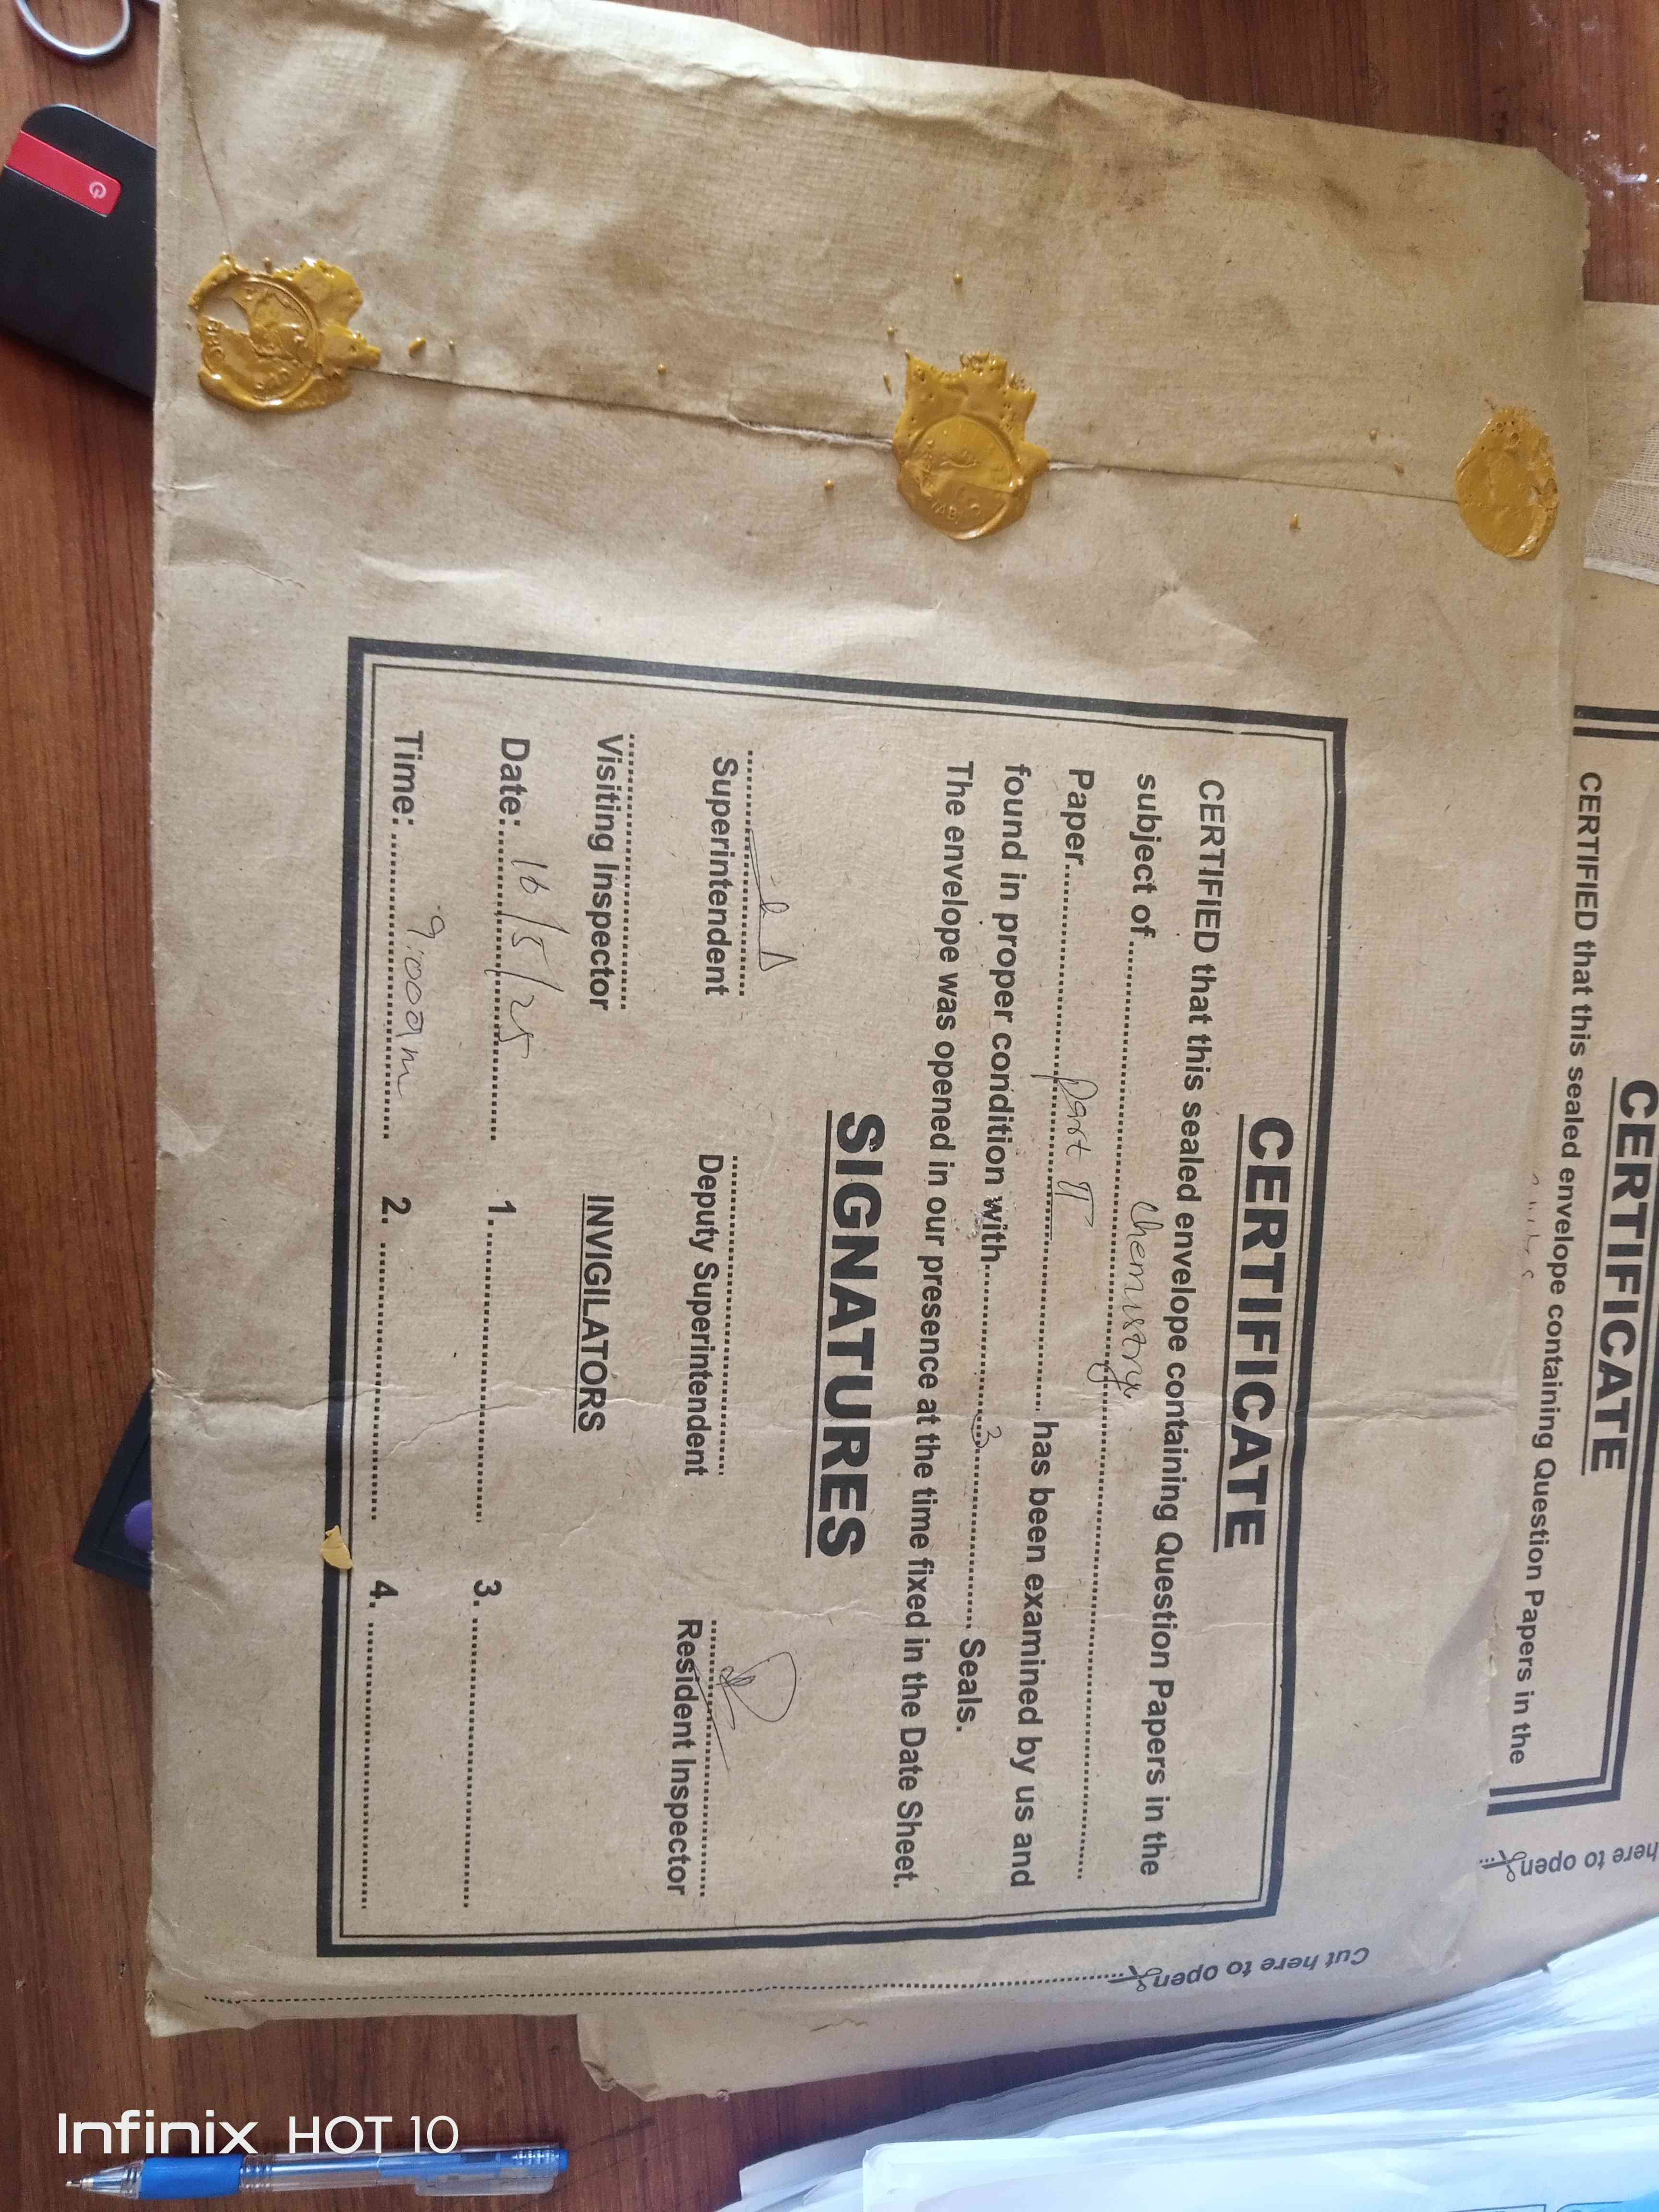 CERTIFICATE
CERTIFIED that this sealed envelope containing Question Papers in the
subject of.......... Chemistry ..........
Paper.......... Part II .......... has been examined by us and
found in proper condition with.......... 3 .......... Seals.
The envelope was opened in our presence at the time fixed in the Date Sheet.
SIGNATURES
Superintendent Deputy Superintendent Resident Inspector
Visiting Inspector
INVIGILATORS
Date: 16/5/25 1. 3.
Time: 9:00am 2. 4.
Cut here to open
CERTIFICATE
CERTIFIED that this sealed envelope containing Question Papers in the
here to open
Infinix HOT 10